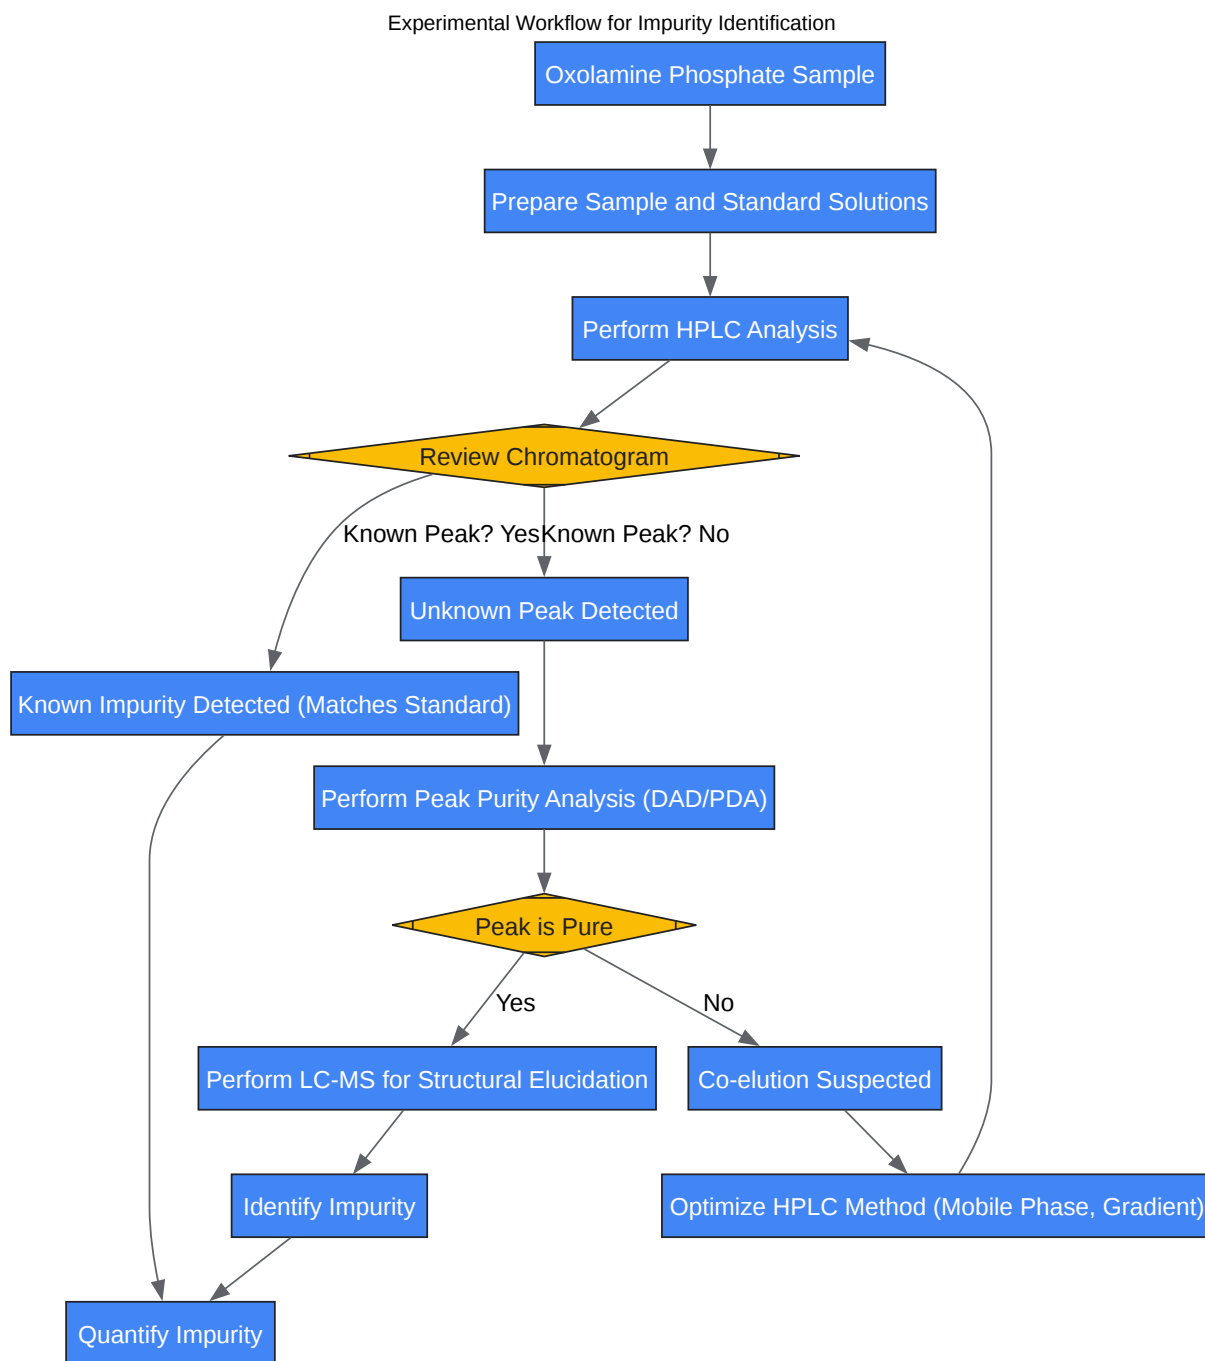 Experimental Workflow for Impurity Identification
Oxolamine Phosphate Sample
Prepare Sample and Standard Solutions
Perform HPLC Analysis
Review Chromatogram
Known Peak? Yes
Known Peak? No
Unknown Peak Detected
Known Impurity Detected (Matches Standard)
Perform Peak Purity Analysis (DAD/PDA)
Peak is Pure
Yes
No
Perform LC-MS for Structural Elucidation
Co-elution Suspected
Identify Impurity
Optimize HPLC Method (Mobile Phase, Gradient)
Quantify Impurity